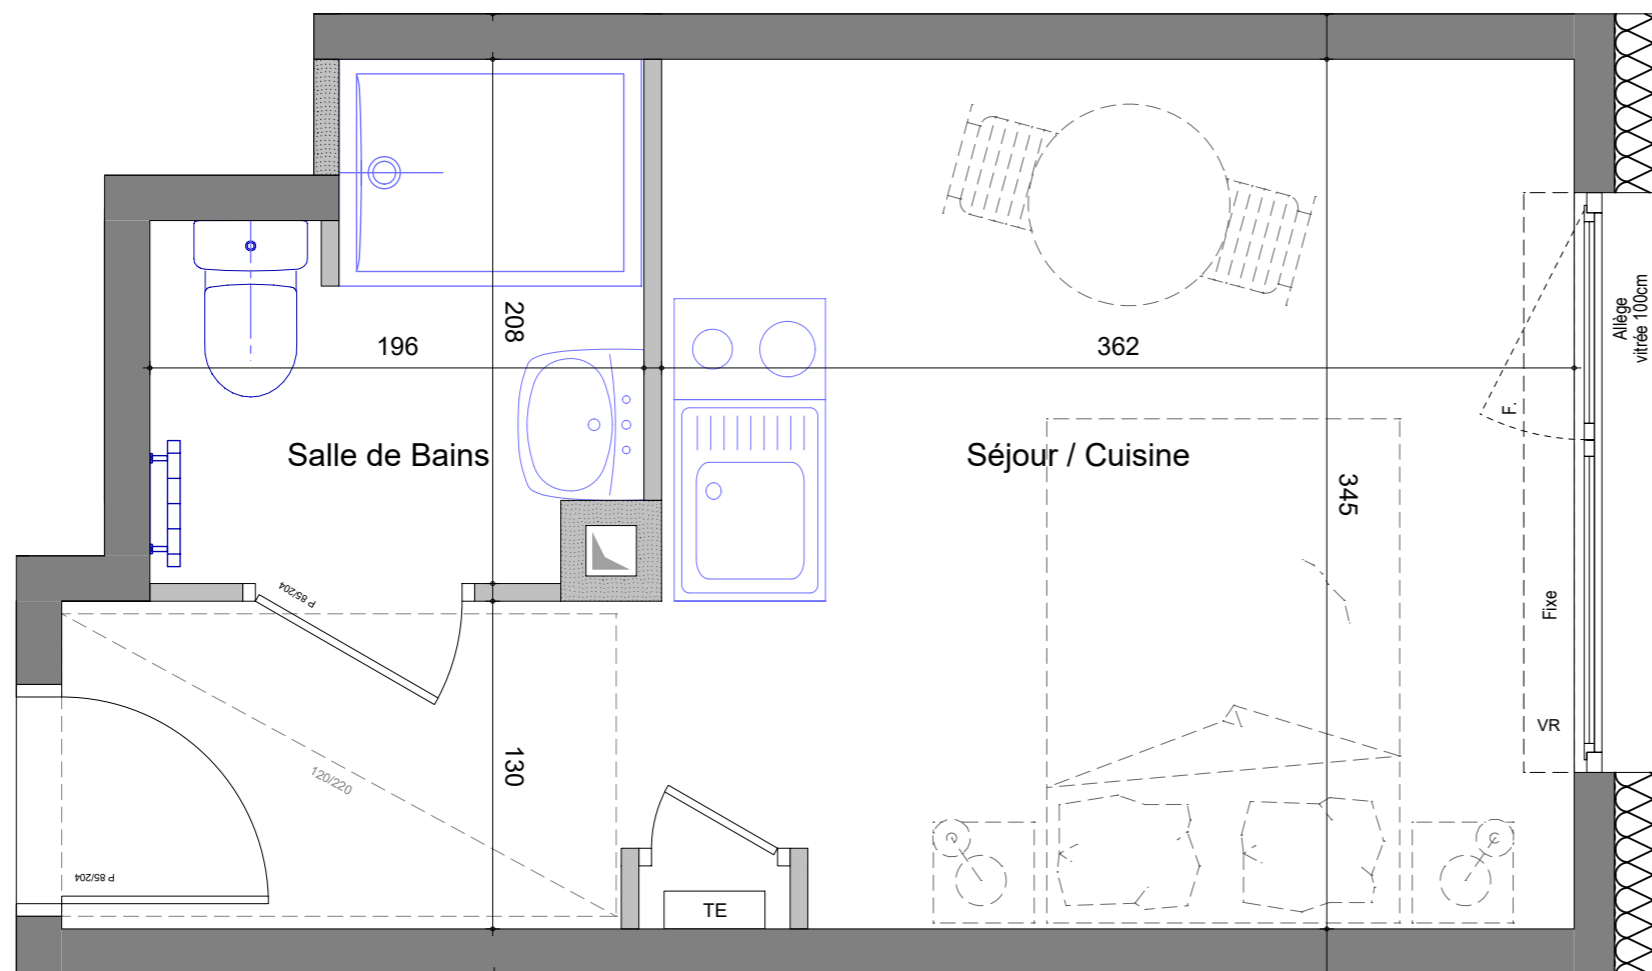 Allège
vitrée 100cm
208
196
362
F.
Salle de Bains
Séjour / Cuisine
345
P 85/204
Fixe
VR
130
120/220
P 85/204
TE